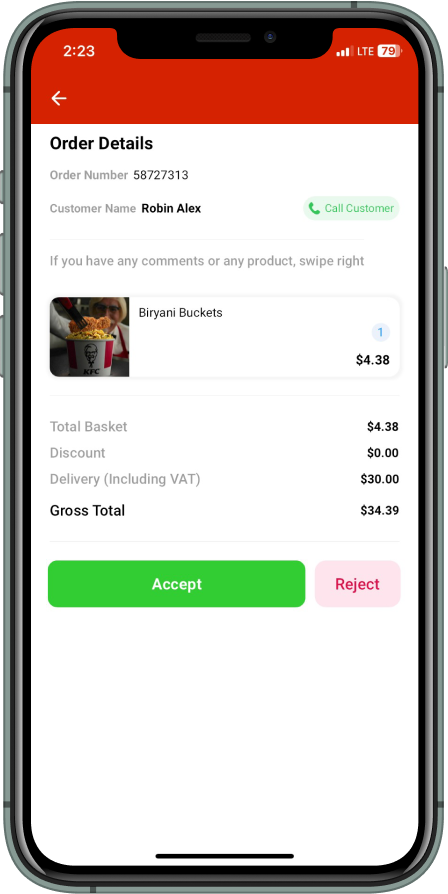 2:23 LTE 79
Order Details
Order Number 58727313
Customer Name Robin Alex Call Customer
If you have any comments or any product, swipe right
Biryani Buckets
1
KFC
$4.38
Total Basket $4.38
Discount $0.00
Delivery (Including VAT) $30.00
Gross Total $34.39
Accept Reject